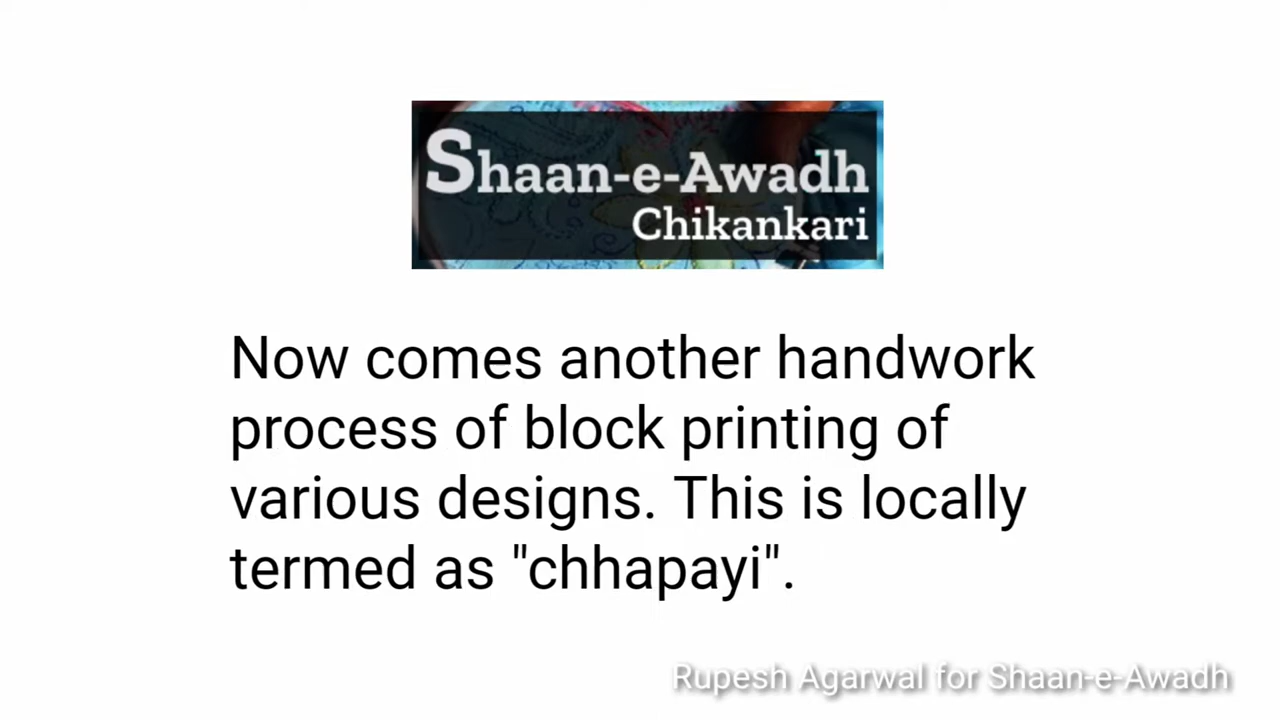 Shaan-e-Awadh
Chikankari
Now comes another handwork
process of block printing of
various designs. This is locally
termed as "chhapayi".
Rupesh Agarwal for Shaan-e-Awadh